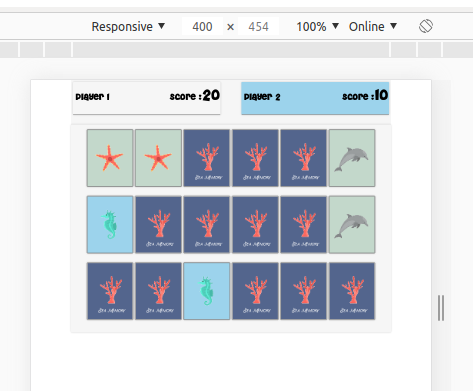 Responsive ▼ 400 × 454 100% ▼ Online ▼
Player 1 score :20 Player 2 score :10
Sea Memory Sea Memory Sea Memory
Sea Memory Sea Memory Sea Memory Sea Memory
Sea Memory Sea Memory Sea Memory Sea Memory Sea Memory